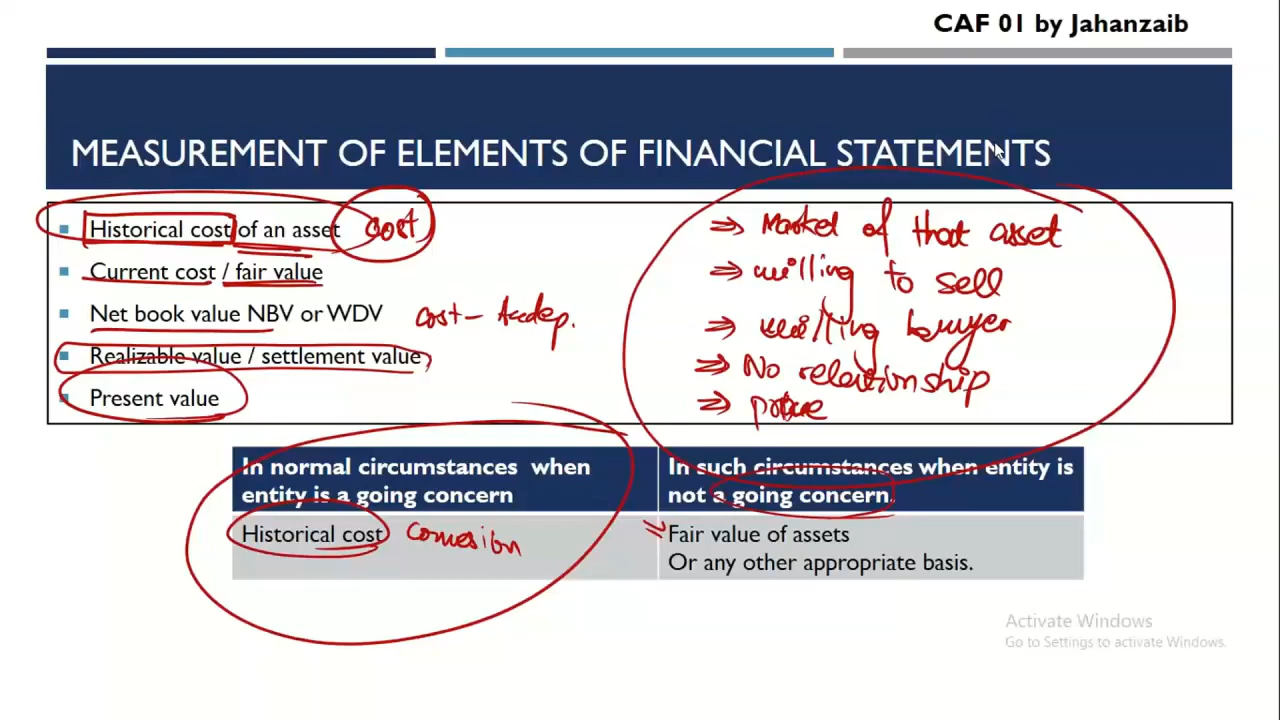 CAF 01 by Jahanzaib
MEASUREMENT OF ELEMENTS OF FINANCIAL STATEMENTS
Historical cost of an asset cost
Current cost / fair value
Net book value NBV or WDV cost - Acc dep.
Realizable value / settlement value
Present value
⇒ Market of that asset
⇒ willing to sell
⇒ willing buyer
⇒ No relationship
⇒
In normal circumstances when
entity is a going concern
In such circumstances when entity is
not a going concern.
Historical cost
Fair value of assets
Or any other appropriate basis.
Activate Windows
Go to Settings to activate Windows.